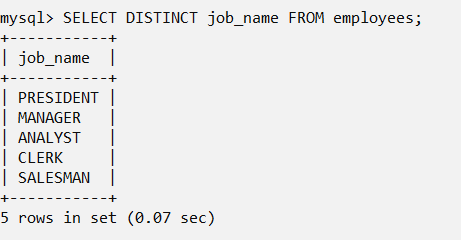 mysql> SELECT DISTINCT job_name FROM employees;
+-----------+
| job_name  |
+-----------+
| PRESIDENT |
| MANAGER   |
| ANALYST   |
| CLERK     |
| SALESMAN  |
+-----------+
5 rows in set (0.07 sec)